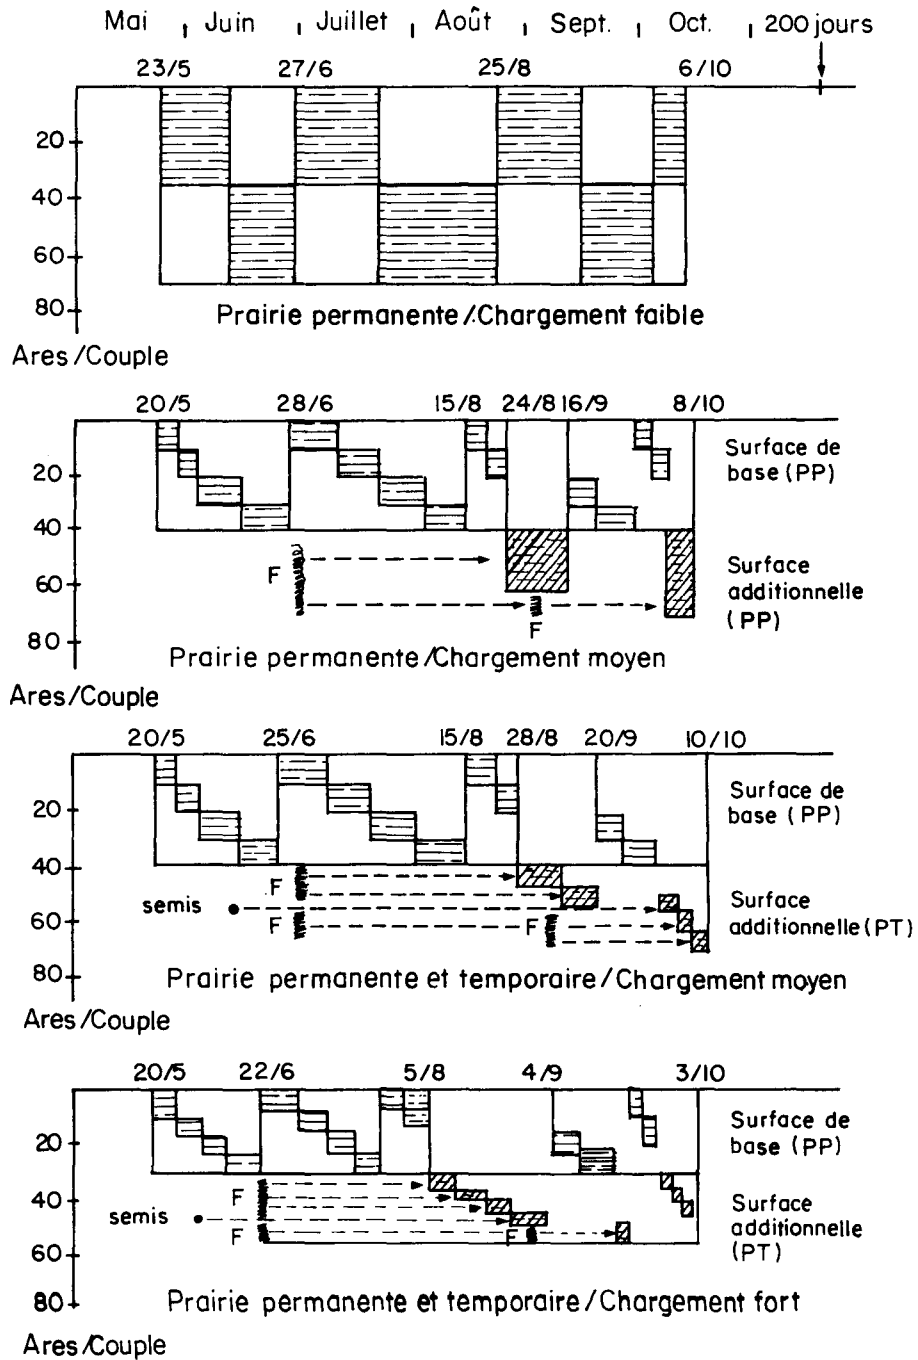 Mai Juin Juillet Août Sept. Oct. 200 jours
23/5 27/6 25/8 6/10
20
40
60
80
Prairie permanente/Chargement faible
Ares/Couple
20/5 28/6 15/8 24/8 16/9 8/10
Surface de
base (PP)
20
40
F
60
Surface
additionnelle
(PP)
F
80
Prairie permanente/Chargement moyen
Ares/Couple
20/5 25/6 15/8 28/8 20/9 10/10
Surface de
base (PP)
20
40
F
semis
60
F
F
Surface
additionnelle (PT)
80
Prairie permanente et temporaire/Chargement moyen
Ares/Couple
20/5 22/6 5/8 4/9 3/10
Surface de
base (PP)
20
40
F
semis
F
F
Surface
additionnelle
(PT)
60
80
Prairie permanente et temporaire/Chargement fort
Ares/Couple